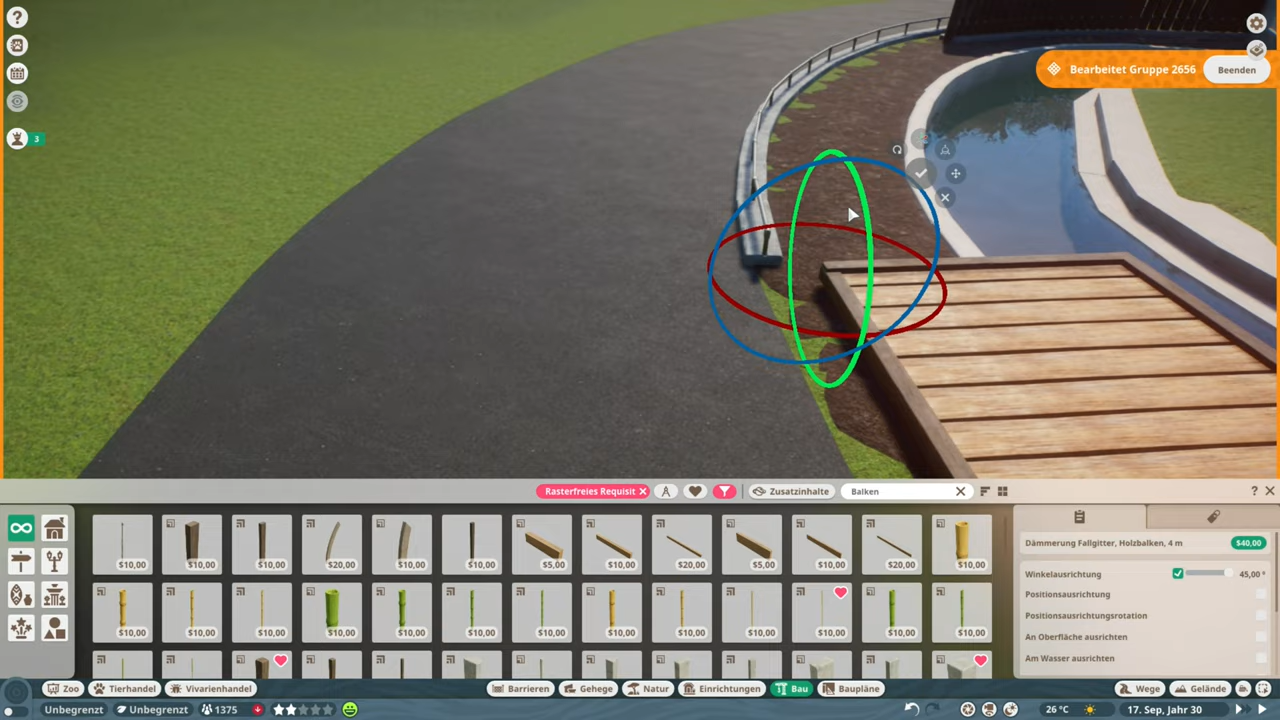 3
Bearbeitet Gruppe 2656
Beenden
Rasterfreies Requisit
Zusatzinhalte
Balken
?
$10,00 $10,00 $10,00 $20,00 $10,00 $10,00 $5,00 $10,00 $20,00 $5,00 $10,00 $20,00 $10,00
$10,00 $10,00 $10,00 $10,00 $10,00 $10,00 $10,00 $10,00 $10,00 $10,00 $10,00 $10,00 $10,00
Dämmerung Fallgitter, Holzbalken, 4 m $40,00
Winkelausrichtung 45,00 °
Positionsausrichtung
Positionsausrichtungsrotation
An Oberfläche ausrichten
Am Wasser ausrichten
Zoo Tierhandel Vivarienhandel Barrieren Gehege Natur Einrichtungen Bau Baupläne Wege Gelände
Unbegrenzt Unbegrenzt 1375 26 °C 17. Sep, Jahr 30